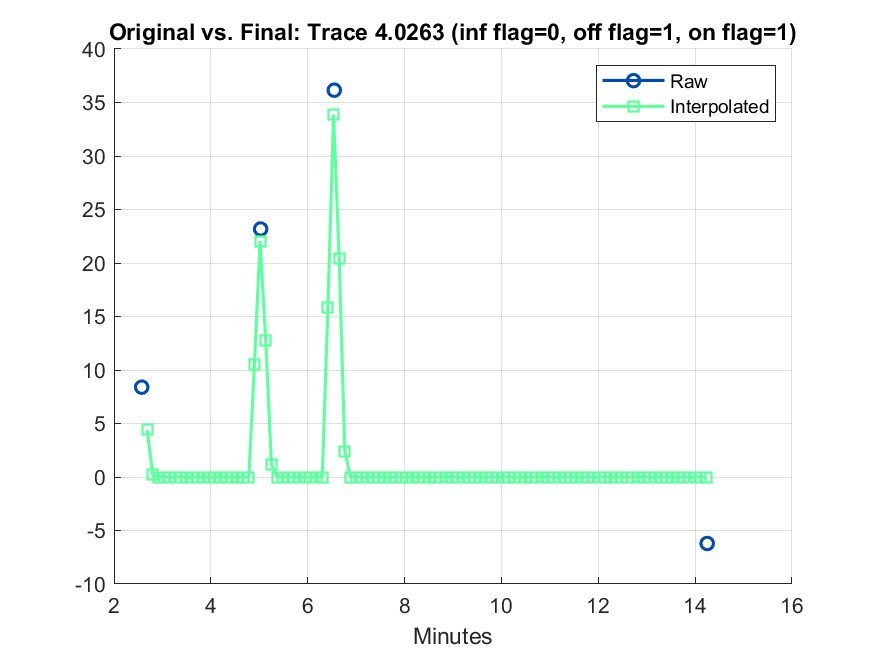 Original vs. Final: Trace 4.0263 (inf flag=0, off flag=1, on flag=1)
40
35
30
25
20
15
10
5
0
-5
-10
Raw
Interpolated
2 4 6 8 10 12 14 16
Minutes